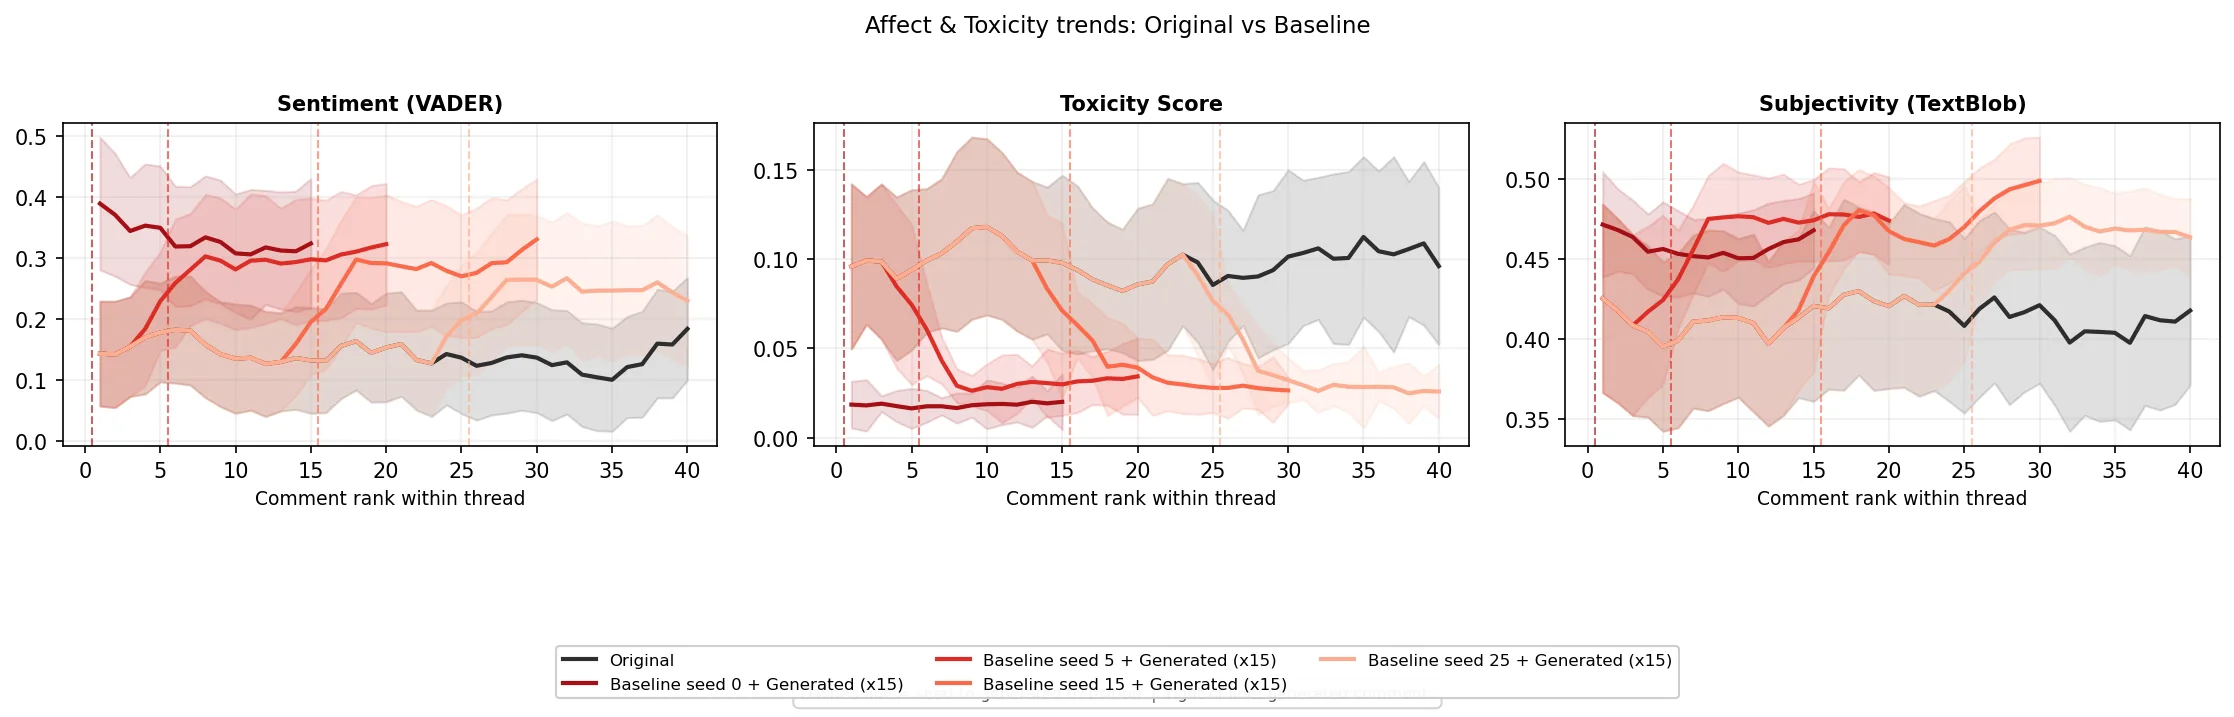 Affect & Toxicity trends: Original vs Baseline
Sentiment (VADER)
0.5
0.4
0.3
0.2
0.1
0.0
0 5 10 15 20 25 30 35 40
Comment rank within thread
Toxicity Score
0.15
0.10
0.05
0.00
0 5 10 15 20 25 30 35 40
Comment rank within thread
Subjectivity (TextBlob)
0.50
0.45
0.40
0.35
0 5 10 15 20 25 30 35 40
Comment rank within thread
Original
Baseline seed 0 + Generated (x15)
Baseline seed 5 + Generated (x15)
Baseline seed 15 + Generated (x15)
Baseline seed 25 + Generated (x15)